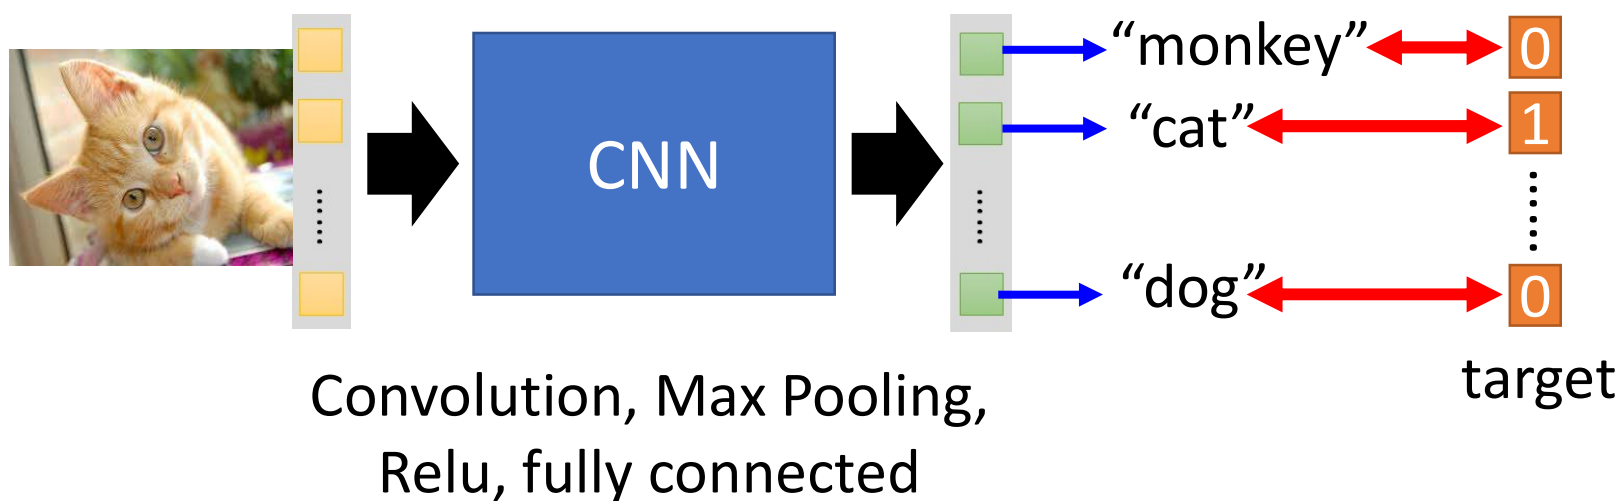 “monkey” 0
“cat” 1
CNN
“dog” 0
target
Convolution, Max Pooling,
Relu, fully connected